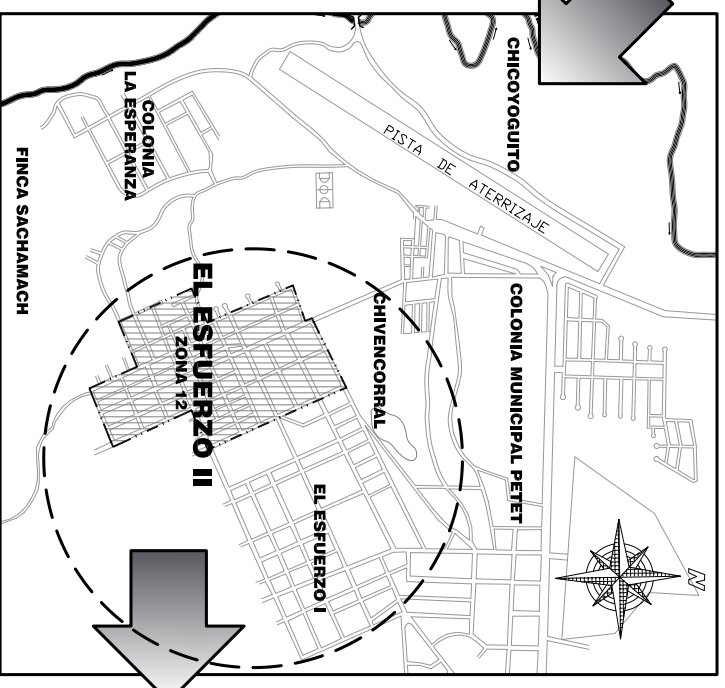 CHICOYOGUITO
PISTA DE ATERRIZAJE
COLONIA
LA ESPERANZA
FINCA SACHAMACH
CHIVENCORRAL
COLONIA MUNICIPAL PETET
EL ESFUERZO II
ZONA 12
EL ESFUERZO I
N